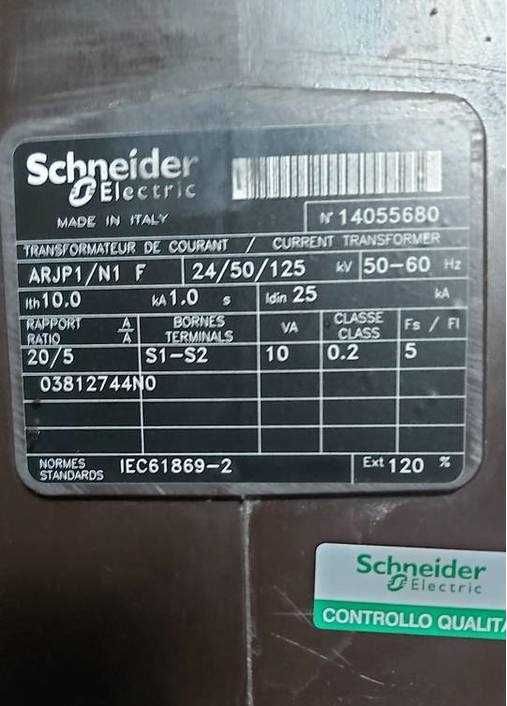 Schneider
Electric
MADE IN ITALY
N° 14055680
TRANSFORMATEUR DE COURANT / CURRENT TRANSFORMER
ARJP1/N1 F 24/50/125 kV 50-60 Hz
Ith 10.0 kA 1.0 s Idin 25 kA
RAPPORT A BORNES VA CLASSE Fs / FI
RATIO A TERMINALS CLASS
20/5 S1-S2 10 0.2 5
03812744N0
NORMES IEC61869-2 Ext 120 %
STANDARDS
Schneider
Electric
CONTROLLO QUALITA